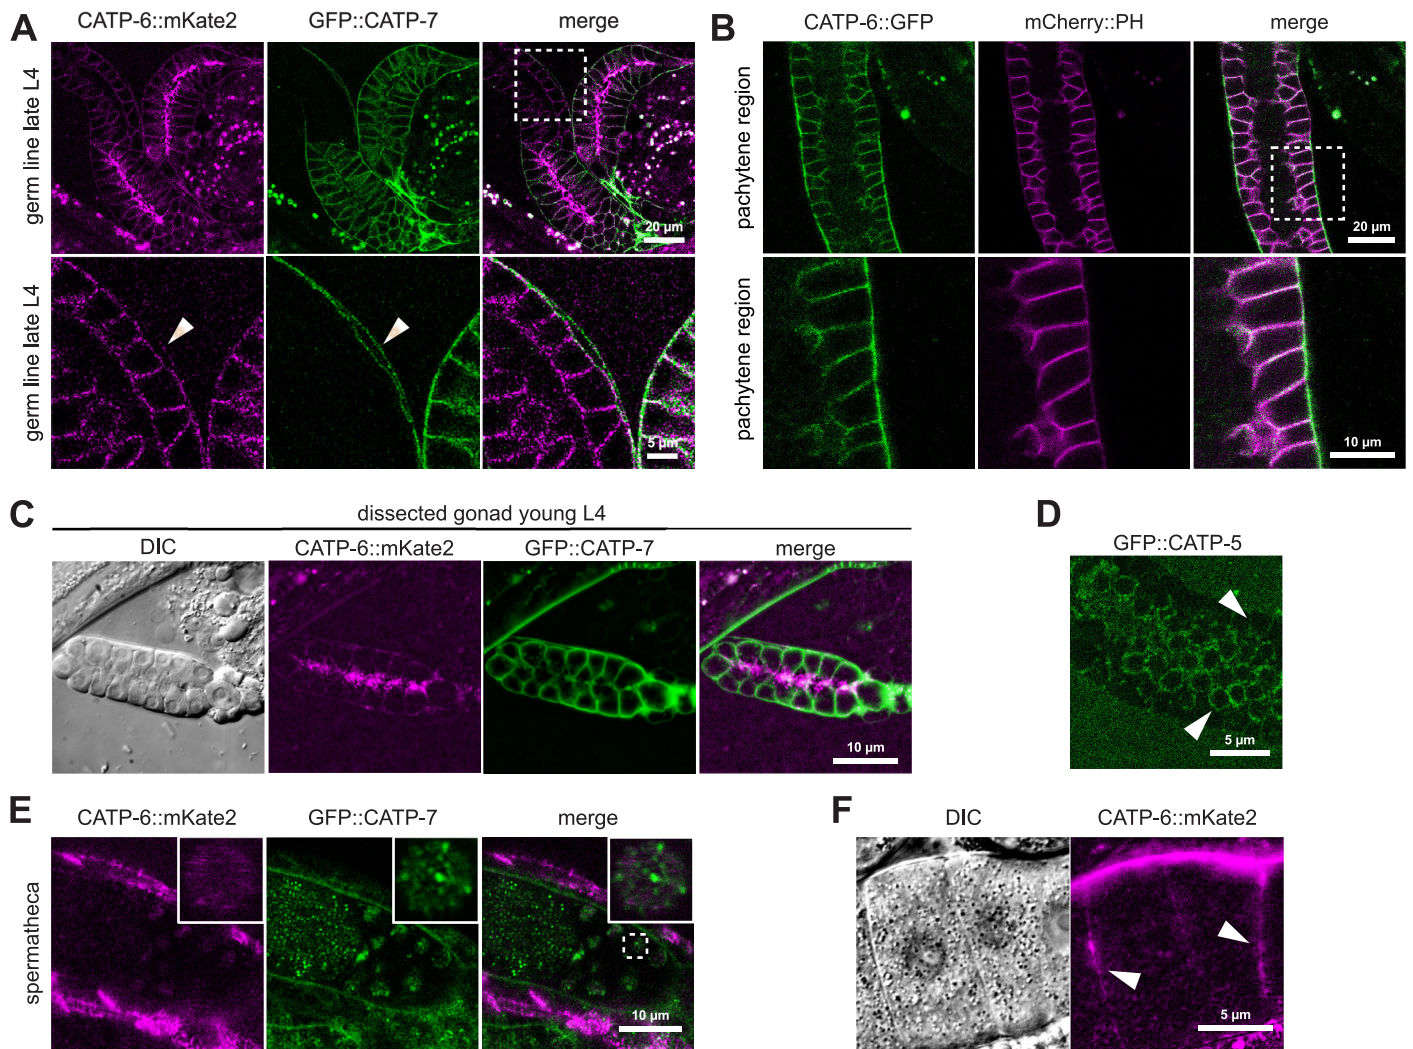 A
CATP-6::mKate2 GFP::CATP-7 merge
germ line late L4
20 µm
germ line late L4
5 µm
B
CATP-6::GFP mCherry::PH merge
pachytene region
20 µm
pachytene region
10 µm
C
dissected gonad young L4
DIC CATP-6::mKate2 GFP::CATP-7 merge
10 µm
D
GFP::CATP-5
5 µm
E
CATP-6::mKate2 GFP::CATP-7 merge
spermatheca
10 µm
F
DIC CATP-6::mKate2
5 µm